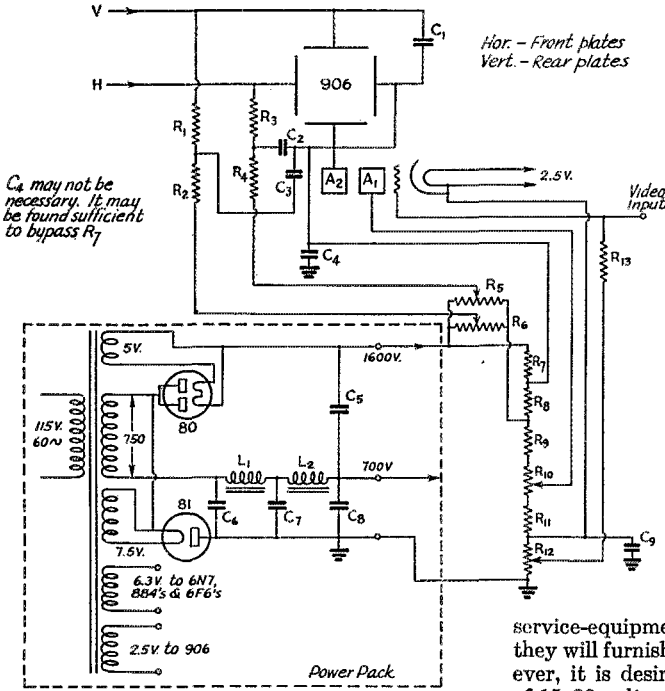 V
C1
Hor. - Front plates
Vert. - Rear plates
906
H
R1
R3
C2
R4
C3
R2
C4 may not be
necessary. It may
be found sufficient
to bypass R7
A2
A1
2.5V.
Video
Input
C4
R13
R5
R6
5V.
1600V.
R7
80
C5
R8
115V.
60~
750
R9
L1
L2
700V
R10
81
C6
C7
C8
R11
7.5V.
C9
R12
6.3V. to 6N7,
884's & 6F6's
2.5V. to 906
Power Pack
service-equipme
they will furnish
ever, it is desir